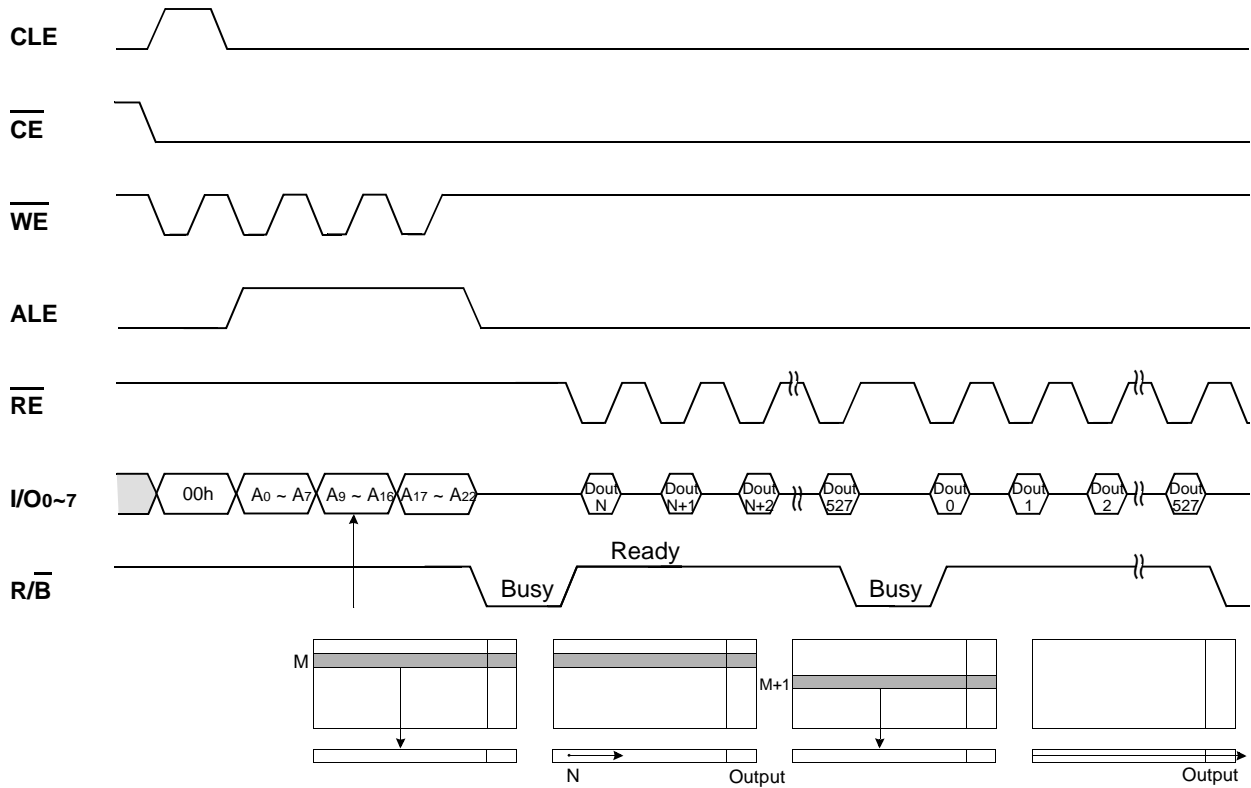 CLE
CE
WE
ALE
RE
I/O0~7 00h A0 ~ A7 A9 ~ A16 A17 ~ A22 Dout N Dout N+1 Dout N+2 Dout 527 Dout 0 Dout 1 Dout 2 Dout 527
R/B Busy Ready Busy
M M+1
N Output Output